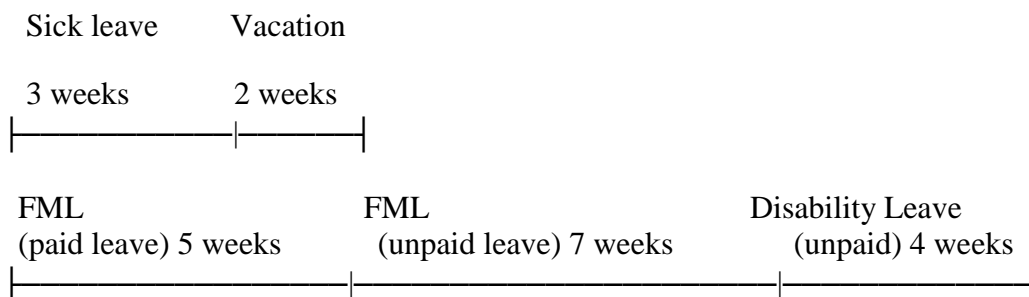 Sick leave Vacation
3 weeks 2 weeks
FML FML Disability Leave
(paid leave) 5 weeks (unpaid leave) 7 weeks (unpaid) 4 weeks